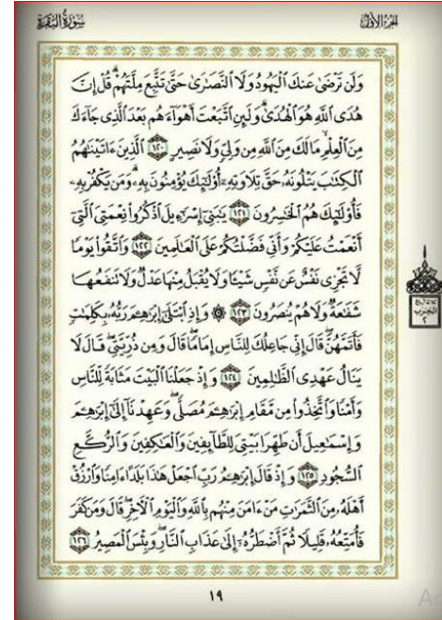 سُورَةُ البَقَرَةِ
الجُزْءُ الأَوَّلُ
وَلَن تَرْضَىٰ عَنكَ ٱلْيَهُودُ وَلَا ٱلنَّصَٰرَىٰ حَتَّىٰ تَتَّبِعَ مِلَّتَهُمْ ۗ قُلْ إِنَّ
هُدَى ٱللَّهِ هُوَ ٱلْهُدَىٰ ۗ وَلَئِنِ ٱتَّبَعْتَ أَهْوَآءَهُم بَعْدَ ٱلَّذِى جَآءَكَ
مِنَ ٱلْعِلْمِ ۙ مَا لَكَ مِنَ ٱللَّهِ مِن وَلِىٍّ وَلَا نَصِيرٍ ١٢٠ ٱلَّذِينَ ءَاتَيْنَٰهُمُ
ٱلْكِتَٰبَ يَتْلُونَهُۥ حَقَّ تِلَاوَتِهِۦٓ أُو۟لَٰٓئِكَ يُؤْمِنُونَ بِهِۦ ۗ وَمَن يَكْفُرْ بِهِۦ
فَأُو۟لَٰٓئِكَ هُمُ ٱلْخَٰسِرُونَ ١٢١ يَٰبَنِىٓ إِسْرَٰٓءِيلَ ٱذْكُرُوا۟ نِعْمَتِىَ ٱلَّتِىٓ
أَنْعَمْتُ عَلَيْكُمْ وَأَنِّى فَضَّلْتُكُمْ عَلَى ٱلْعَٰلَمِينَ ١٢٢ وَٱتَّقُوا۟ يَوْمًا
لَّا تَجْزِى نَفْسٌ عَن نَّفْسٍ شَيْـًٔا وَلَا يُقْبَلُ مِنْهَا عَدْلٌ وَلَا تَنفَعُهَا
شَفَٰعَةٌ وَلَا هُمْ يُنصَرُونَ ١٢٣ ۞ وَإِذِ ٱبْتَلَىٰٓ إِبْرَٰهِـۧمَ رَبُّهُۥ بِكَلِمَٰتٍ
فَأَتَمَّهُنَّ ۖ قَالَ إِنِّى جَاعِلُكَ لِلنَّاسِ إِمَامًا ۖ قَالَ وَمِن ذُرِّيَّتِى ۖ قَالَ لَا
يَنَالُ عَهْدِى ٱلظَّٰلِمِينَ ١٢٤ وَإِذْ جَعَلْنَا ٱلْبَيْتَ مَثَابَةً لِّلنَّاسِ
وَأَمْنًا وَٱتَّخِذُوا۟ مِن مَّقَامِ إِبْرَٰهِـۧمَ مُصَلًّى ۖ وَعَهِدْنَآ إِلَىٰٓ إِبْرَٰهِـۧمَ
وَإِسْمَٰعِيلَ أَن طَهِّرَا بَيْتِىَ لِلطَّآئِفِينَ وَٱلْعَٰكِفِينَ وَٱلرُّكَّعِ
ٱلسُّجُودِ ١٢٥ وَإِذْ قَالَ إِبْرَٰهِـۧمُ رَبِّ ٱجْعَلْ هَٰذَا بَلَدًا ءَامِنًا وَٱرْزُقْ
أَهْلَهُۥ مِنَ ٱلثَّمَرَٰتِ مَنْ ءَامَنَ مِنْهُم بِٱللَّهِ وَٱلْيَوْمِ ٱلْءَاخِرِ ۖ قَالَ وَمَن كَفَرَ
فَأُمَتِّعُهُۥ قَلِيلًا ثُمَّ أَضْطَرُّهُۥٓ إِلَىٰ عَذَابِ ٱلنَّارِ ۖ وَبِئْسَ ٱلْمَصِيرُ ١٢٦
١٩